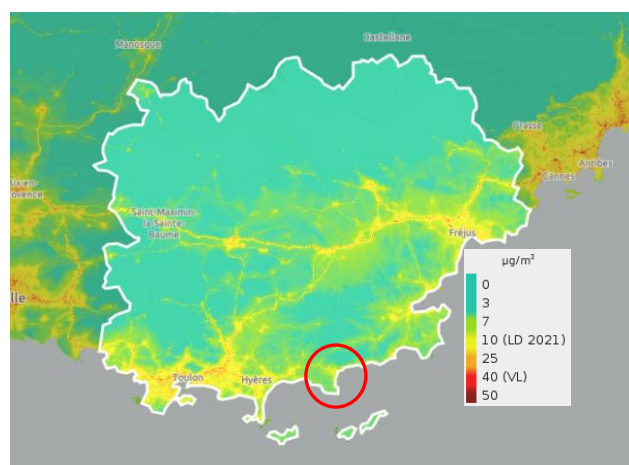 Manosque
Castellane
Grasse
Antibes
Cannes
Aix-en-
Provence
Saint-Maximin-
la-Sainte-
Baume
Fréjus
lle
Toulon
Hyères
µg/m³
0
3
7
10 (LD 2021)
25
40 (VL)
50